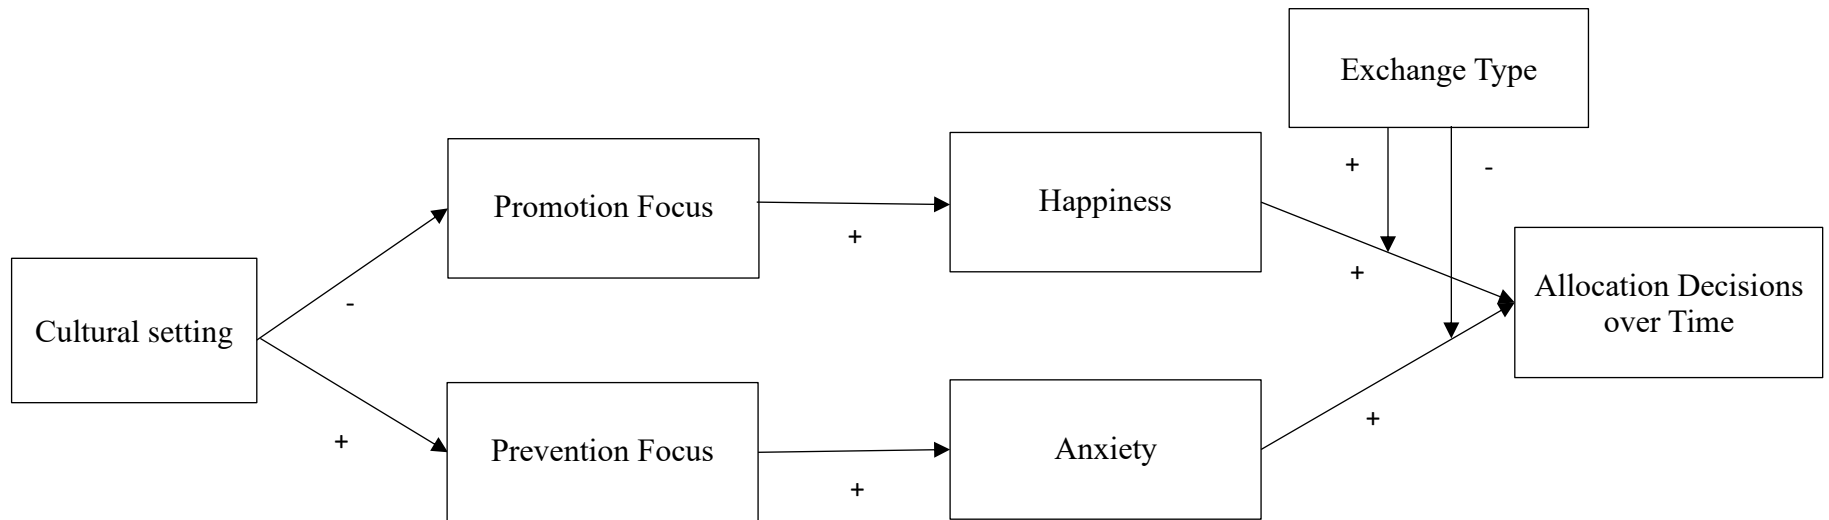 Exchange Type
+
-
Promotion Focus
Happiness
+
+
-
Cultural setting
Allocation Decisions
over Time
+
Prevention Focus
Anxiety
+
+